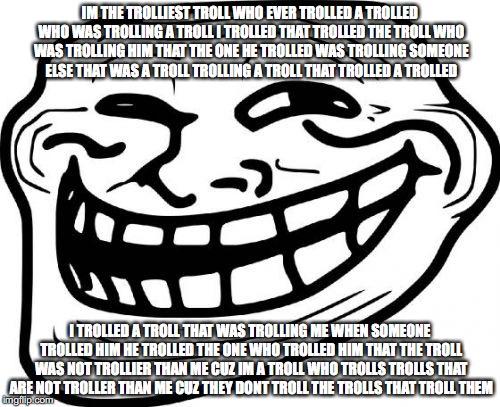 IM THE TROLLIEST TROLL WHO EVER TROLLED A TROLLED
WHO WAS TROLLING A TROLL I TROLLED THAT TROLLED THE TROLL WHO
WAS TROLLING HIM THAT THE ONE HE TROLLED WAS TROLLING SOMEONE
ELSE THAT WAS A TROLL TROLLING A TROLL THAT TROLLED A TROLLED
I TROLLED A TROLL THAT WAS TROLLING ME WHEN SOMEONE
TROLLED HIM HE TROLLED THE ONE WHO TROLLED HIM THAT THE TROLL
WAS NOT TROLLIER THAN ME CUZ IM A TROLL WHO TROLLS TROLLS THAT
ARE NOT TROLLER THAN ME CUZ THEY DONT TROLL THE TROLLS THAT TROLL THEM
imgflip.com